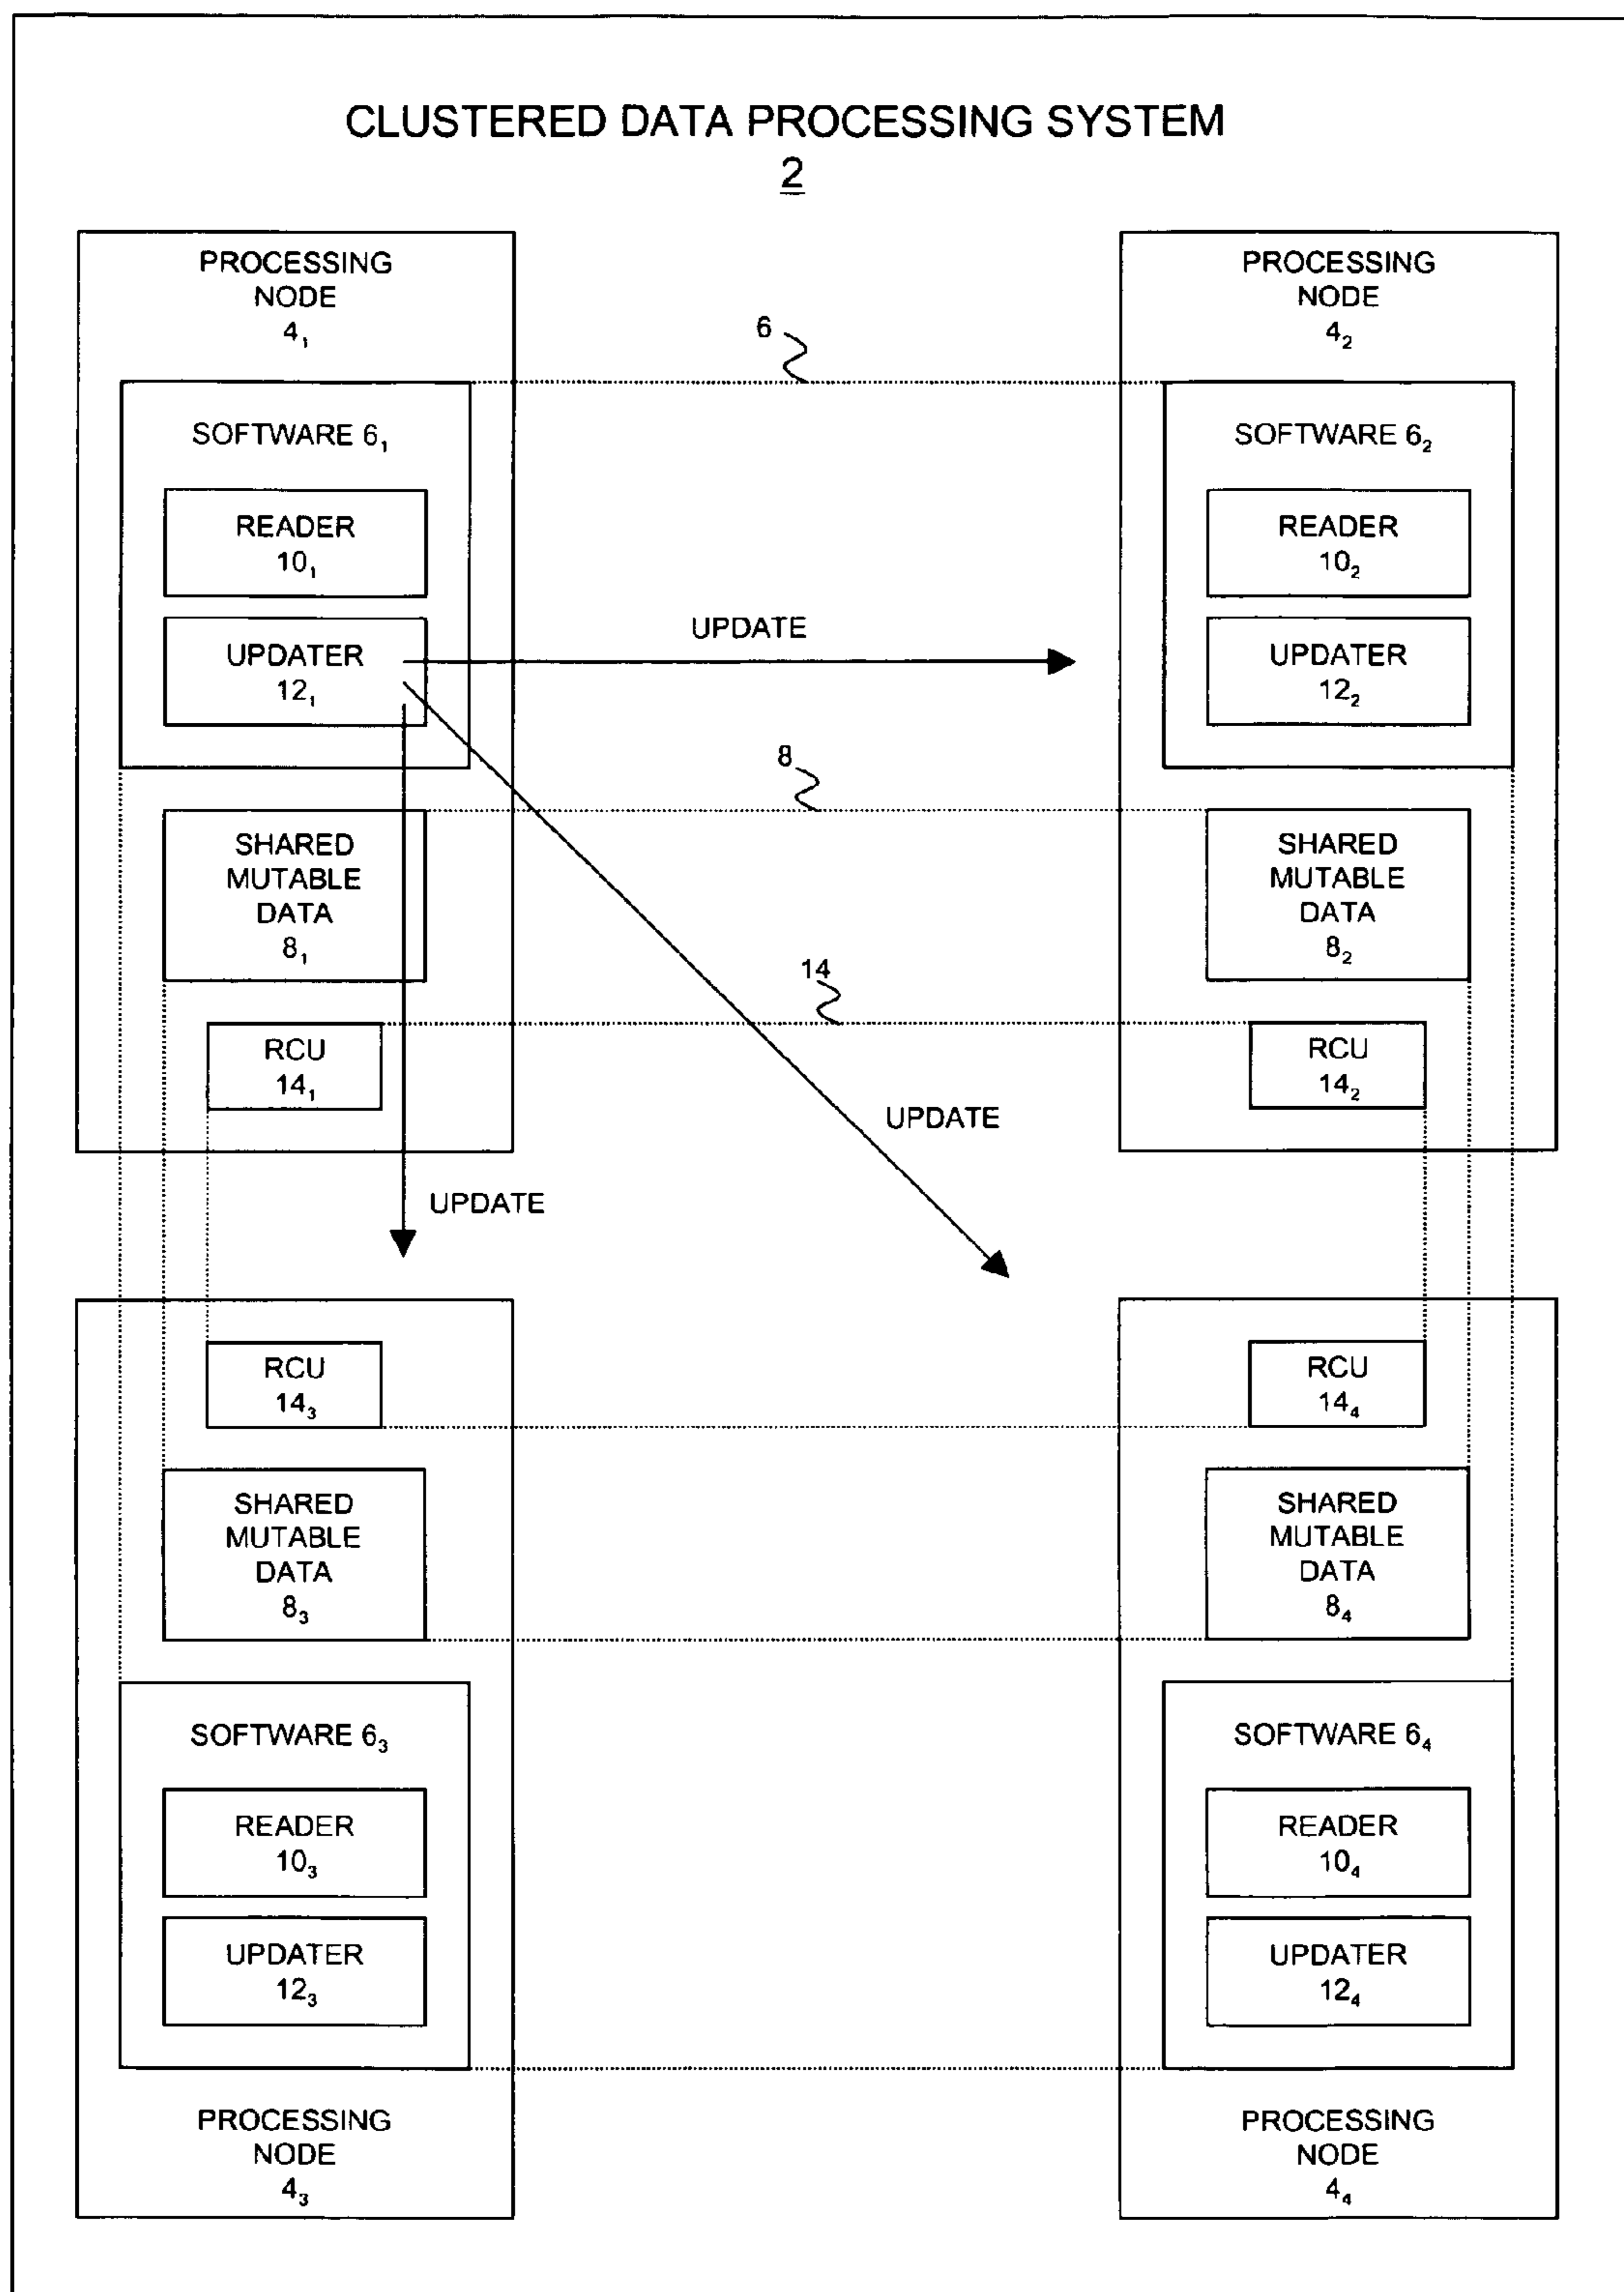 CLUSTERED DATA PROCESSING SYSTEM
2
PROCESSING
NODE
4₁
SOFTWARE 6₁
READER
10₁
UPDATER
12₁
SHARED
MUTABLE
DATA
8₁
RCU
14₁
6
UPDATE
8
14
UPDATE
UPDATE
PROCESSING
NODE
4₂
SOFTWARE 6₂
READER
10₂
UPDATER
12₂
SHARED
MUTABLE
DATA
8₂
RCU
14₂
RCU
14₃
SHARED
MUTABLE
DATA
8₃
SOFTWARE 6₃
READER
10₃
UPDATER
12₃
PROCESSING
NODE
4₃
RCU
14₄
SHARED
MUTABLE
DATA
8₄
SOFTWARE 6₄
READER
10₄
UPDATER
12₄
PROCESSING
NODE
4₄